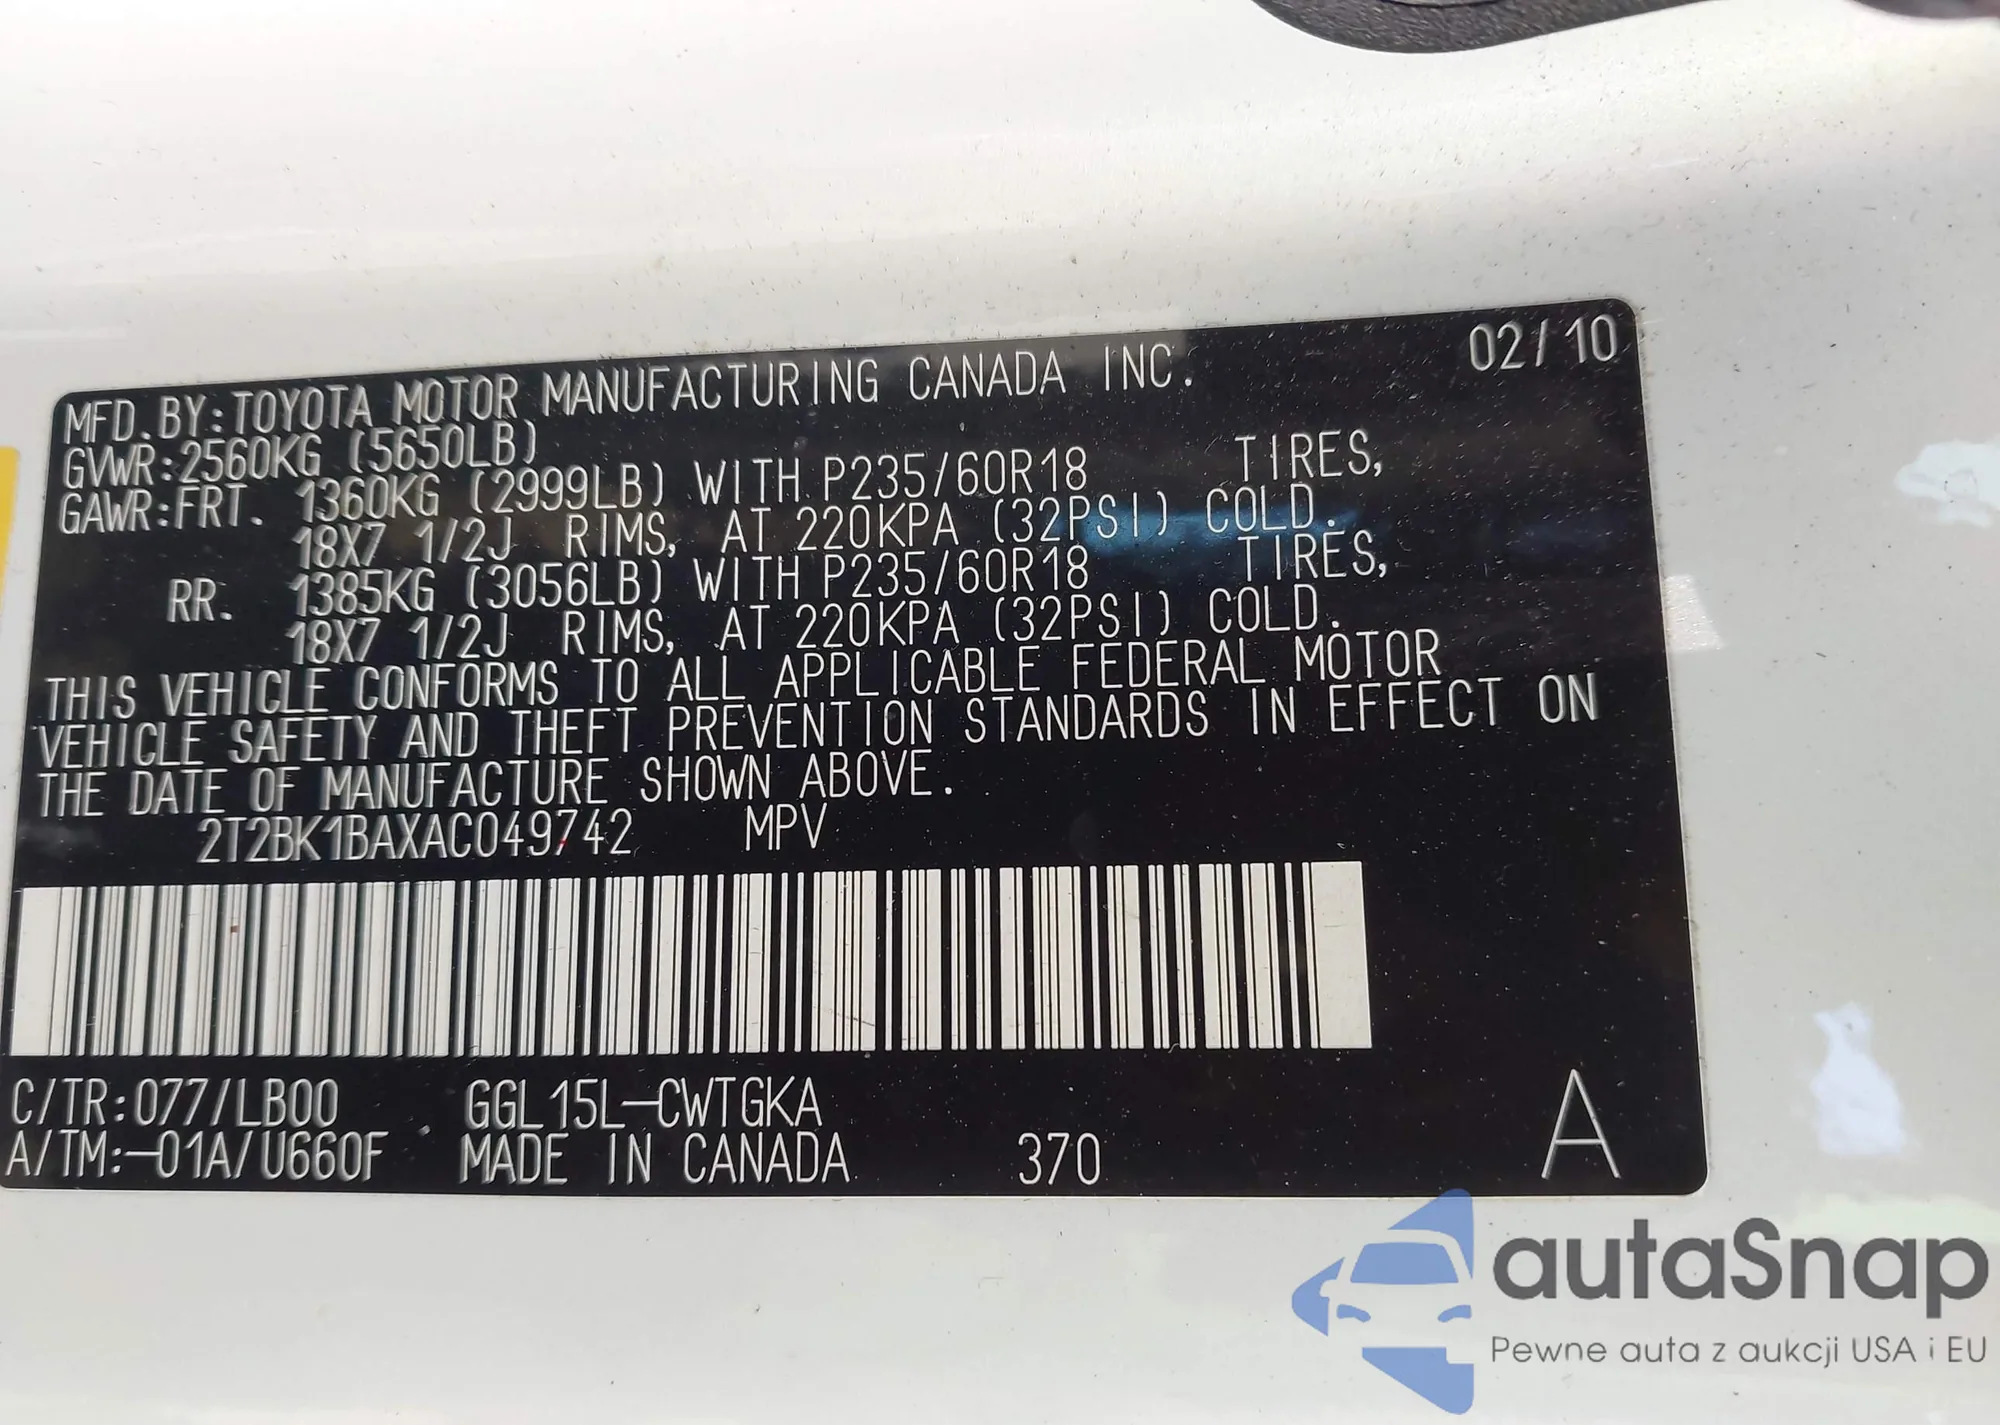 MFD. BY: TOYOTA MOTOR MANUFACTURING CANADA INC. 02/10
GVWR: 2560KG (5650LB)
GAWR: FRT. 1360KG (2999LB) WITH P235/60R18 TIRES,
18X7 1/2J RIMS, AT 220KPA (32PSI) COLD.
RR. 1385KG (3056LB) WITH P235/60R18 TIRES,
18X7 1/2J RIMS, AT 220KPA (32PSI) COLD.
THIS VEHICLE CONFORMS TO ALL APPLICABLE FEDERAL MOTOR
VEHICLE SAFETY AND THEFT PREVENTION STANDARDS IN EFFECT ON
THE DATE OF MANUFACTURE SHOWN ABOVE.
2T2BK1BAXAC049742 MPV
C/TR: 077/LB00 GGL15L-CWTGKA
A/TM: -01A/U660F MADE IN CANADA 370 A
autaSnap
Pewne auta z aukcji USA i EU